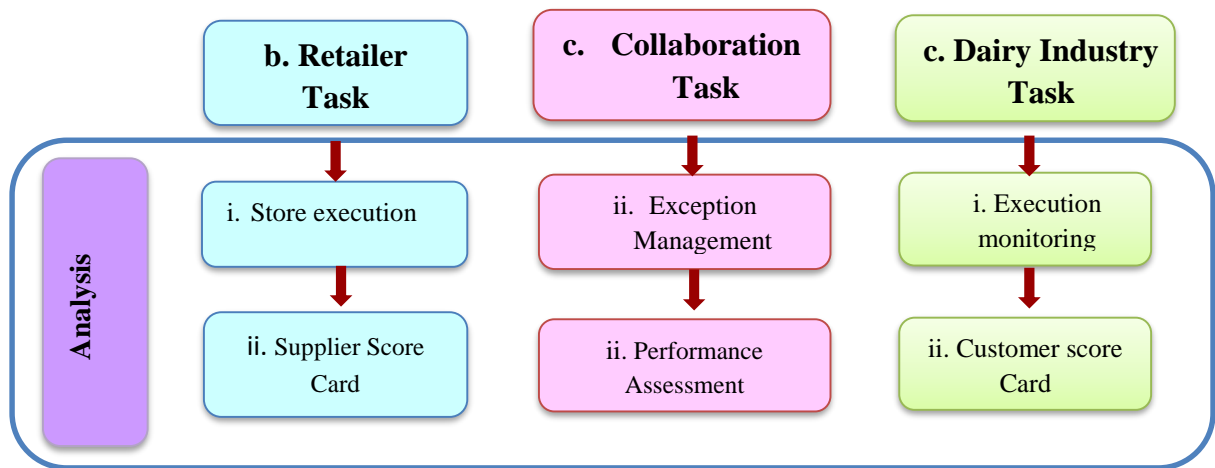 b. Retailer
Task
c. Collaboration
Task
c. Dairy Industry
Task
Analysis
i. Store execution
ii. Exception
Management
i. Execution
monitoring
ii. Supplier Score
Card
ii. Performance
Assessment
ii. Customer score
Card